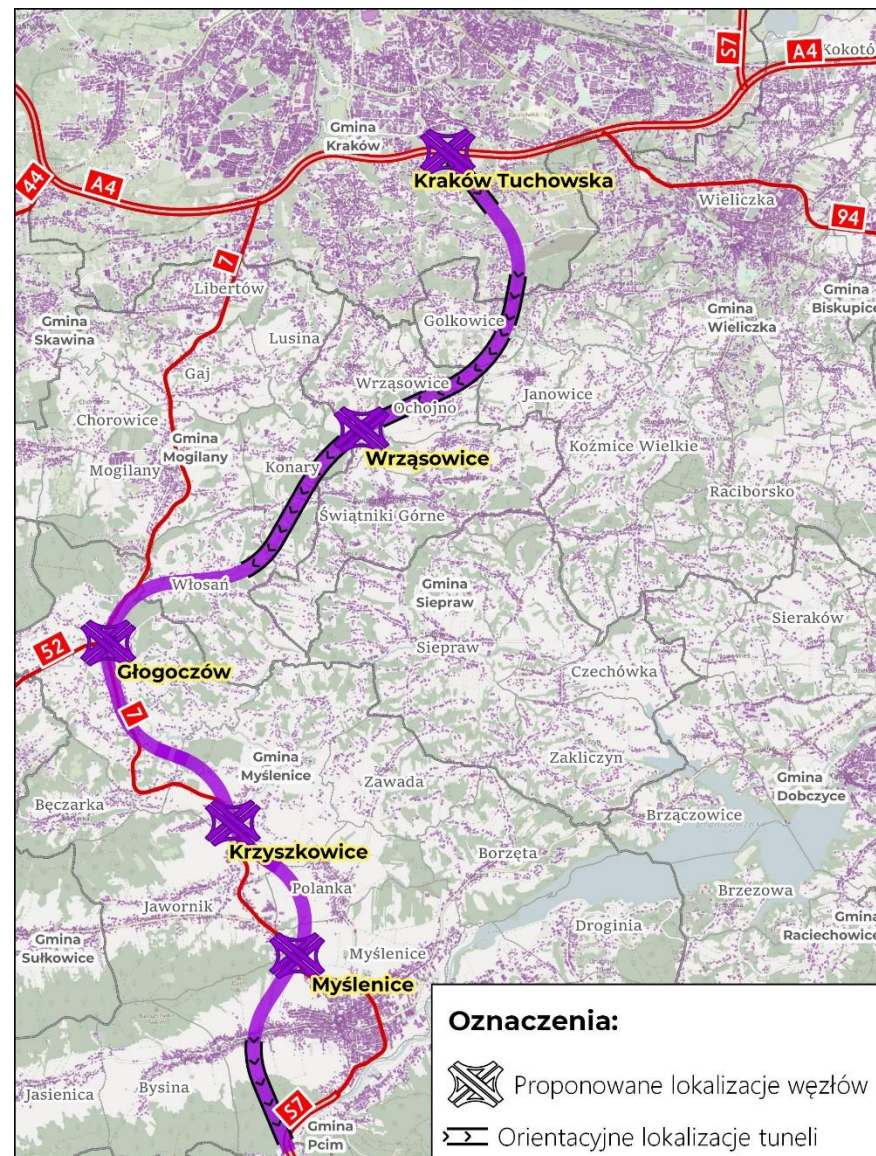 S7
A4
Kokotó
Gmina
Kraków
Kraków Tuchowska
44
A4
Wieliczka
94
7
Libertów
Gmina
Skawina
Lusina
Golkowice
Gmina
Wieliczka
Gmina
Biskupice
Gaj
Wrząsowice
Ochojno
Janowice
Chorowice
Gmina
Mogilany
Mogilany
Konary
Wrząsowice
Koźmice Wielkie
Raciborsko
Świątniki Górne
Włosań
Gmina
Siepraw
Sieraków
52
Głogoczów
Siepraw
Czechówka
7
Gmina
Myślenice
Zawada
Zakliczyn
Gmina
Dobczyce
Bęczarka
Brzączowice
Krzyszkowice
Borzęta
Polanka
Jawornik
Brzezowa
Droginia
Gmina
Raciechowice
Gmina
Sułkowice
Myślenice
Myślenice
Bysina
Jasienica
S7
Gmina
Pcim
Oznaczenia:
Proponowane lokalizacje węzłów
Orientacyjne lokalizacje tuneli